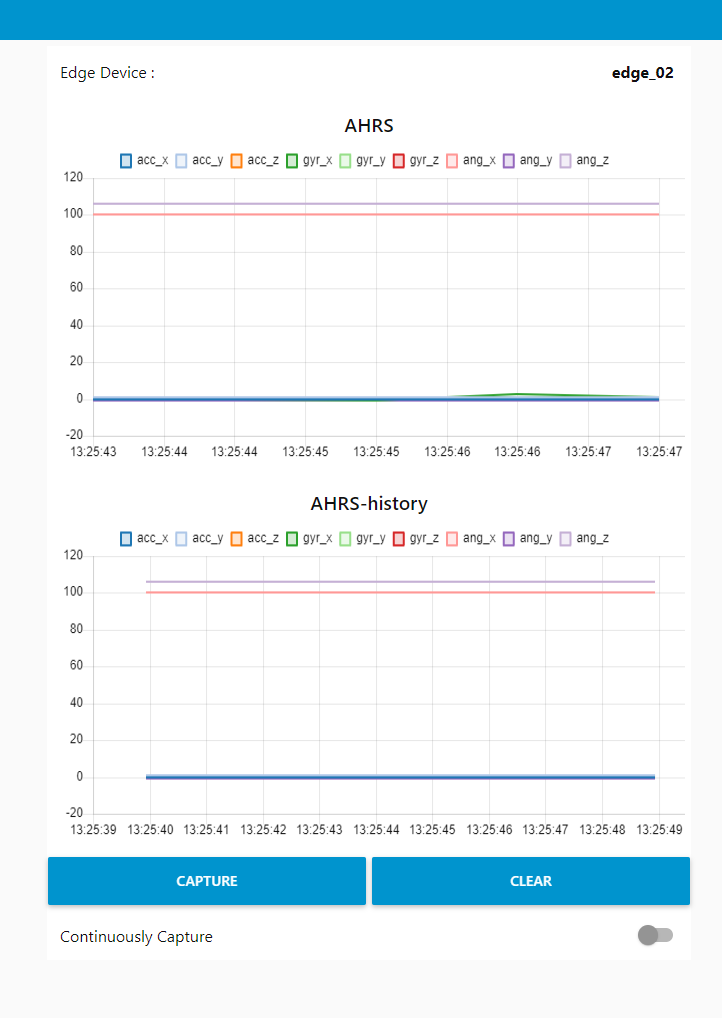 Edge Device : edge_02
AHRS
acc_x acc_y acc_z gyr_x gyr_y gyr_z ang_x ang_y ang_z
120
100
80
60
40
20
0
-20
13:25:43 13:25:44 13:25:44 13:25:45 13:25:45 13:25:46 13:25:46 13:25:47 13:25:47
AHRS-history
acc_x acc_y acc_z gyr_x gyr_y gyr_z ang_x ang_y ang_z
120
100
80
60
40
20
0
-20
13:25:39 13:25:40 13:25:41 13:25:42 13:25:43 13:25:44 13:25:45 13:25:46 13:25:47 13:25:48 13:25:49
CAPTURE CLEAR
Continuously Capture